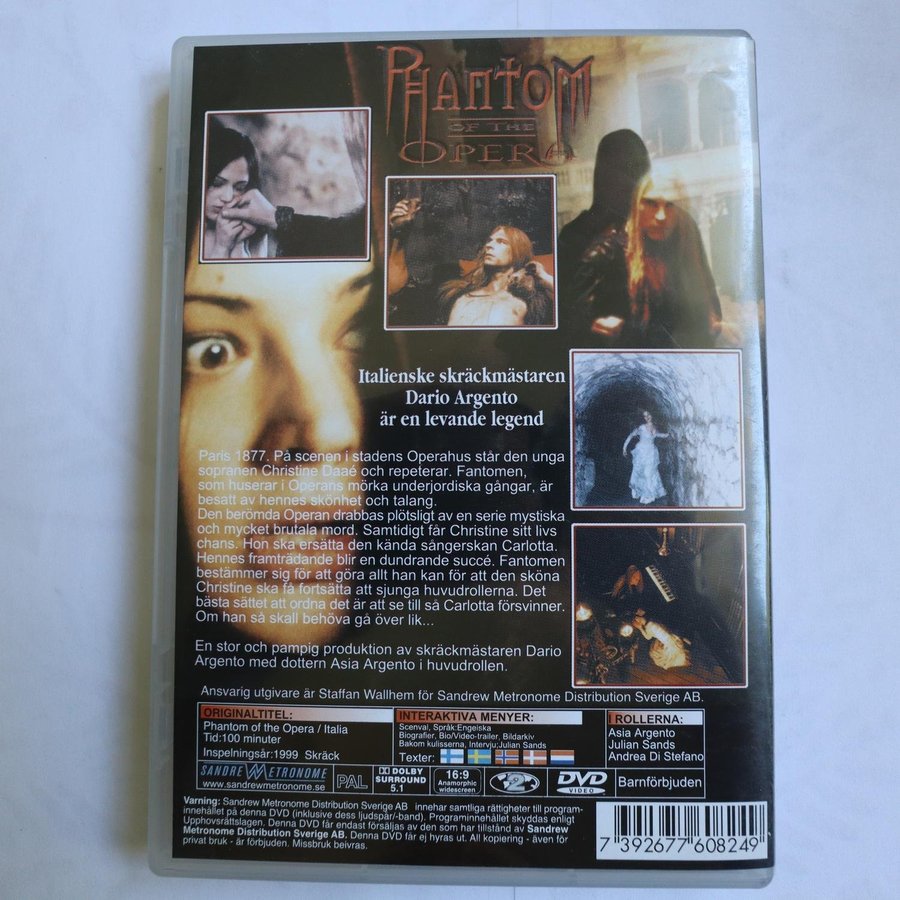 PHANTOM
OF THE
OPERA
Italienske skräckmästaren
Dario Argento
är en levande legend
Paris 1877. På scenen i stadens Operahus står den unga
sopranen Christine Daaé och repeterar. Fantomen,
som huserar i Operans mörka underjordiska gångar, är
besatt av hennes skönhet och talang.
Den berömda Operan drabbas plötsligt av en serie mystiska
och mycket brutala mord. Samtidigt får Christine sitt livs
chans. Hon ska ersätta den kända sångerskan Carlotta.
Hennes framträdande blir en dundrande succé. Fantomen
bestämmer sig för att göra allt han kan för att den sköna
Christine ska få fortsätta att sjunga huvudrollerna. Det
bästa sättet att ordna det är att se till så Carlotta försvinner.
Om han så skall behöva gå över lik...
En stor och pampig produktion av skräckmästaren Dario
Argento med dottern Asia Argento i huvudrollen.
Ansvarig utgivare är Staffan Wallhem för Sandrew Metronome Distribution Sverige AB.
ORIGINALTITEL:
Phantom of the Opera / Italia
Tid:100 minuter
Inspelningsår:1999 Skräck
INTERAKTIVA MENYER:
Scenval, Språk:Engelska
Biografier, Bio/Video-trailer, Bildarkiv
Bakom kulisserna, Intervju:Julian Sands
Texter:
I ROLLERNA:
Asia Argento
Julian Sands
Andrea Di Stefano
SANDREW METRONOME
www.sandrewmetronome.se
PAL
DOLBY
SURROUND
5.1
16:9
Anamorphic
widescreen
2
DVD
VIDEO
Barnförbjuden
Varning: Sandrew Metronome Distribution Sverige AB innehar samtliga rättigheter till program-
innehållet på denna DVD (inklusive dess ljudspår/-band). Programinnehållet skyddas enligt
Upphovsrättslagen. Denna DVD får endast försäljas av den som har tillstånd av Sandrew
Metronome Distribution Sverige AB. Denna DVD får ej hyras ut. All kopiering - även för
privat bruk - är förbjuden. Missbruk beivras.
7 392677 608249